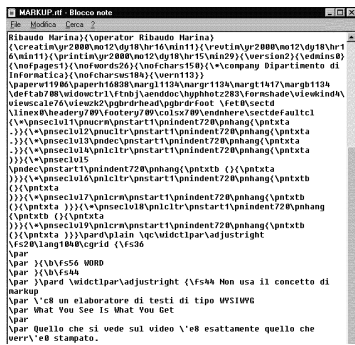 MARKUP.rtf - Blocco note
File Modifica Cerca ?
Ribaudo Marina}{\operator Ribaudo Marina}
{\creatim\yr2000\mo12\dy18\hr16\min11}{\revtim\yr2000\mo12\dy18\hr1
6\min11}{\printim\yr2000\mo12\dy18\hr15\min29}{\version2}{\edmins0}
{\nofpages1}{\nofwords26}{\nofchars150}{\*\company Dipartimento di
Informatica}{\nofcharsws184}{\vern113}}
\paperw11906\paperh16838\margl1134\margr1134\margt1417\margb1134
\deftab708\widowctrl\ftnbj\aenddoc\hyphhotz283\formshade\viewkind4\
viewscale76\viewzk2\pgbrdrhead\pgbrdrfoot \fet0\sectd
\linex0\headery709\footery709\colsx709\endnhere\sectdefaultcl
{\*\pnseclvl1\pnucrm\pnstart1\pnindent720\pnhang{\pntxta
.}}{\*\pnseclvl2\pnucltr\pnstart1\pnindent720\pnhang{\pntxta
.}}{\*\pnseclvl3\pndec\pnstart1\pnindent720\pnhang{\pntxta
.}}{\*\pnseclvl4\pnlcltr\pnstart1\pnindent720\pnhang{\pntxta
)}}{\*\pnseclvl5
\pndec\pnstart1\pnindent720\pnhang{\pntxtb (}{\pntxta
)}}{\*\pnseclvl6\pnlcltr\pnstart1\pnindent720\pnhang{\pntxtb
(}{\pntxta
)}}{\*\pnseclvl7\pnlcrm\pnstart1\pnindent720\pnhang{\pntxtb
(}{\pntxta )}}{\*\pnseclvl8\pnlcltr\pnstart1\pnindent720\pnhang
{\pntxtb (}{\pntxta
)}}{\*\pnseclvl9\pnlcrm\pnstart1\pnindent720\pnhang{\pntxtb
(}{\pntxta )}}\pard\plain \qc\widctlpar\adjustright
\fs20\lang1040\cgrid {\fs36
\par
\par }{\b\fs56 WORD
\par }{\b\fs44
\par }\pard \widctlpar\adjustright {\fs44 Non usa il concetto di
markup
\par \'c8 un elaboratore di testi di tipo WYSIWYG
\par What You See Is What You Get
\par
\par Quello che si vede sul video \'e8 esattamente quello che
verr\'e0 stampato.